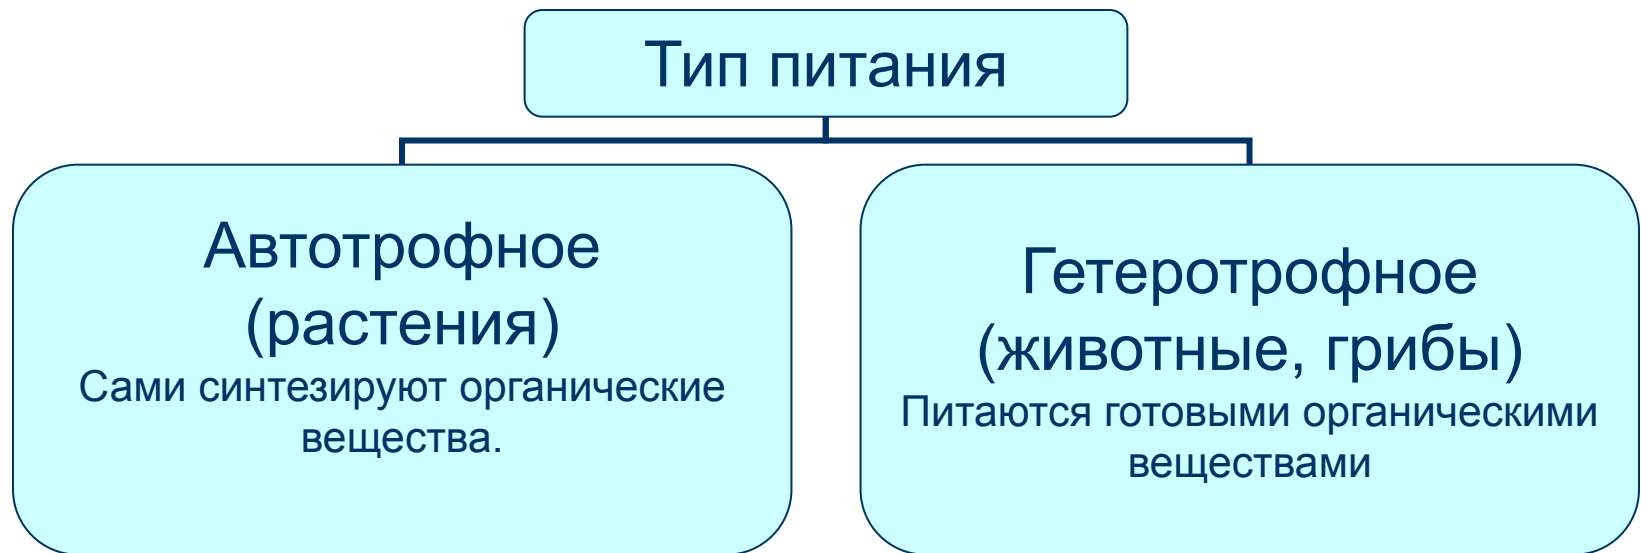 Тип питания
Автотрофное
(растения)
Сами синтезируют органические
вещества.
Гетеротрофное
(животные, грибы)
Питаются готовыми органическими
веществами